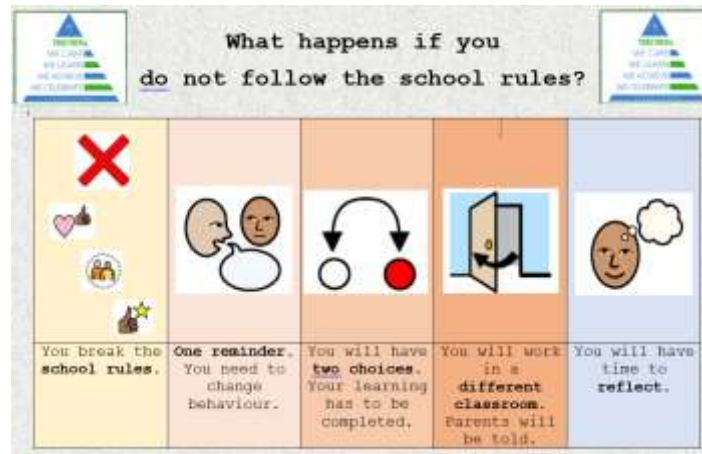 What happens if you
do not follow the school rules?
You break the
school rules.
One reminder.
You need to
change
behaviour.
You will have
two choices.
Your learning
has to be
completed.
You will work
in a
different
classroom.
Parents will
be told.
You will have
time to
reflect.